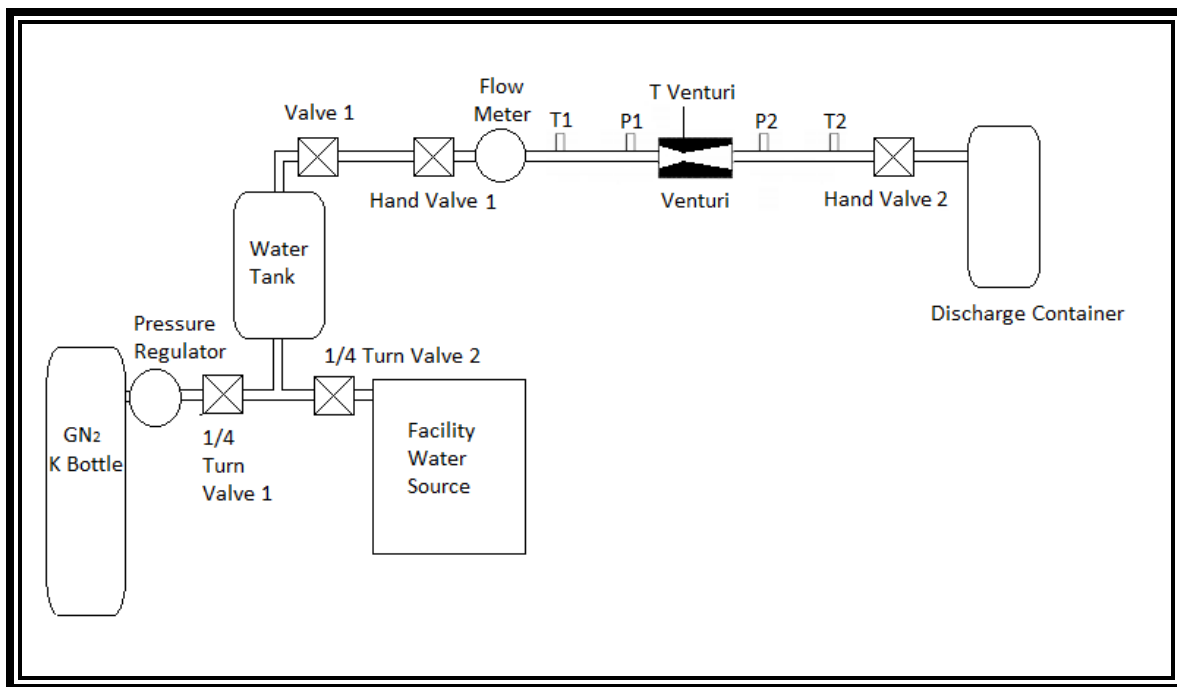 Flow
Meter
T Venturi
Valve 1
T1
P1
P2
T2
Hand Valve 1
Venturi
Hand Valve 2
Water
Tank
Discharge Container
Pressure
Regulator
1/4 Turn Valve 2
GN2
K Bottle
1/4
Turn
Valve 1
Facility
Water
Source